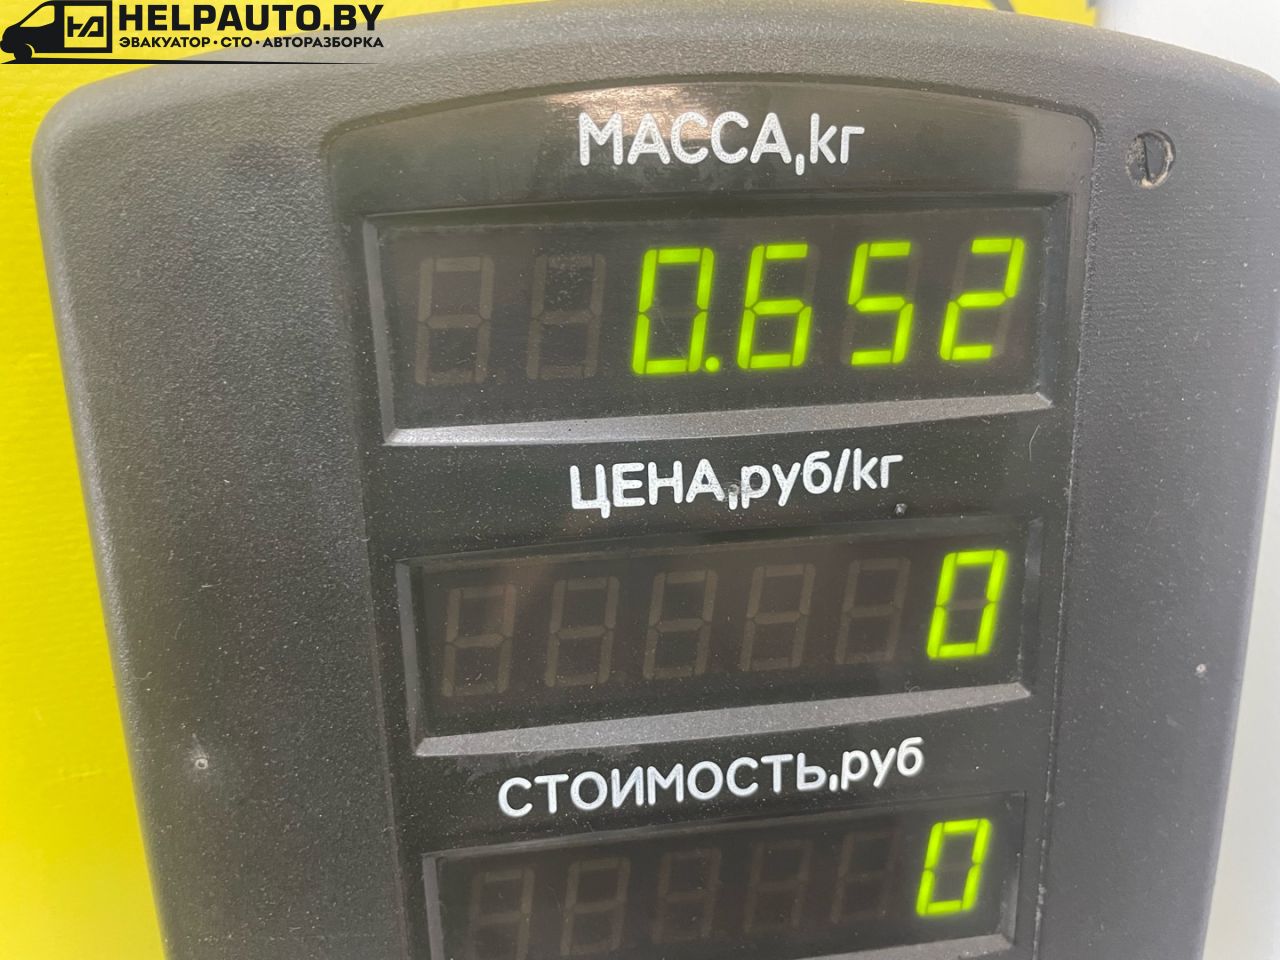 HELPAUTO.BY
ЭВАКУАТОР · СТО · АВТОРАЗБОРКА
МАССА,кг
0.652
ЦЕНА,руб/кг
0
СТОИМОСТЬ,руб
0